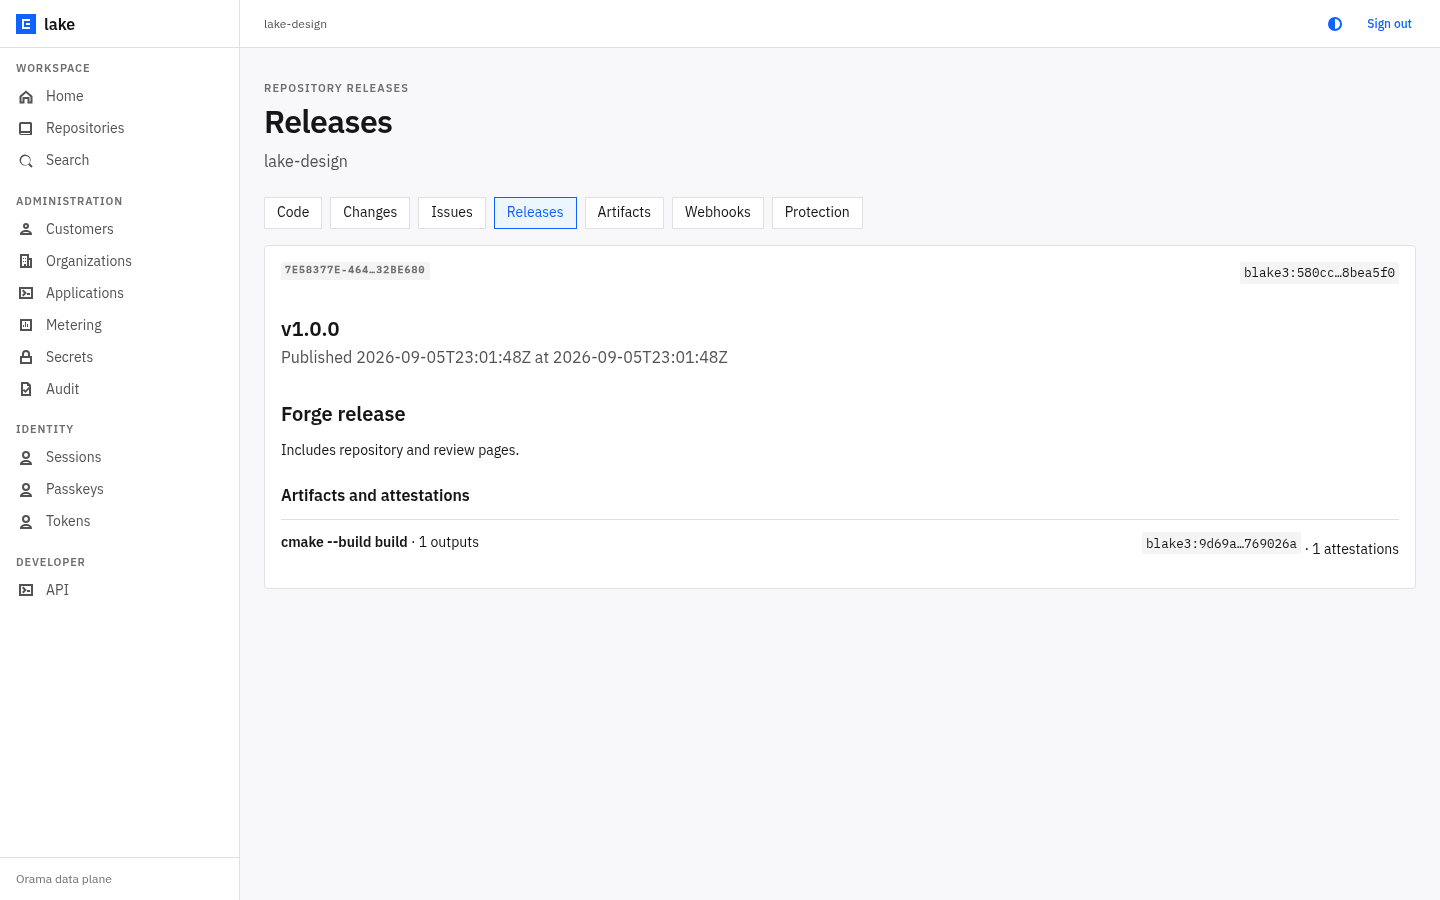 lake
lake-design
Sign out
WORKSPACE
Home
Repositories
Search
ADMINISTRATION
Customers
Organizations
Applications
Metering
Secrets
Audit
IDENTITY
Sessions
Passkeys
Tokens
DEVELOPER
API
Orama data plane
REPOSITORY RELEASES
Releases
lake-design
Code
Changes
Issues
Releases
Artifacts
Webhooks
Protection
7E58377E-464…32BE680
blake3:580cc…8bea5f0
v1.0.0
Published 2026-09-05T23:01:48Z at 2026-09-05T23:01:48Z
Forge release
Includes repository and review pages.
Artifacts and attestations
cmake --build build · 1 outputs
blake3:9d69a…769026a · 1 attestations